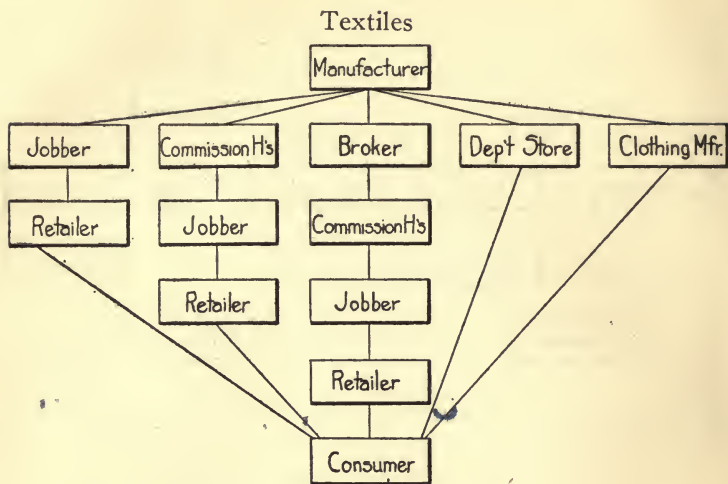 Textiles
Manufacturer
Jobber
Commission H's
Broker
Dep't Store
Clothing Mfr.
Retailer
Jobber
Commission H's
Retailer
Jobber
Retailer
Consumer